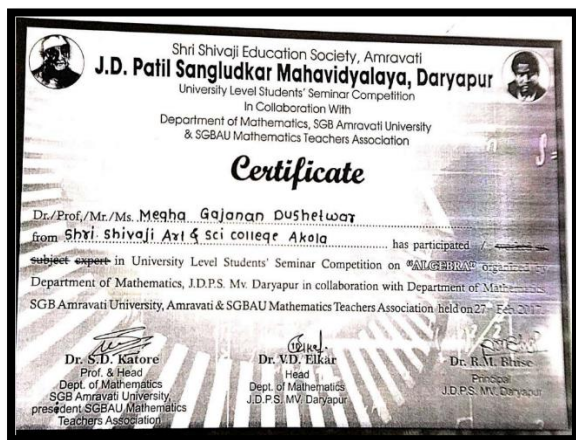 Shri Shivaji Education Society, Amravati
J.D. Patil Sangludkar Mahavidyalaya, Daryapur
University Level Students' Seminar Competition
In Collaboration With
Department of Mathematics, SGB Amravati University
& SGBAU Mathematics Teachers Association
Certificate
Dr./Prof,/Mr./Ms. Megha Gajanan Dushetwar
from Shri Shivaji Art & Sci college Akola has participated /
subject expert in University Level Students' Seminar Competition on "ALGEBRA" organized by
Department of Mathematics, J.D.P.S. Mv. Daryapur in collaboration with Department of Mathematics
SGB Amravati University, Amravati & SGBAU Mathematics Teachers Association held on 27th Feb. 2017.
Dr. S.D. Katore
Prof. & Head
Dept. of Mathematics
SGB Amravati University,
president SGBAU Mathematics
Teachers Association
Dr. V.D. Elkar
Head
Dept. of Mathematics
J.D.P.S. MV. Daryapur
Dr. R.M. Bhise
Principal
J.D.P.S. MV. Daryapur